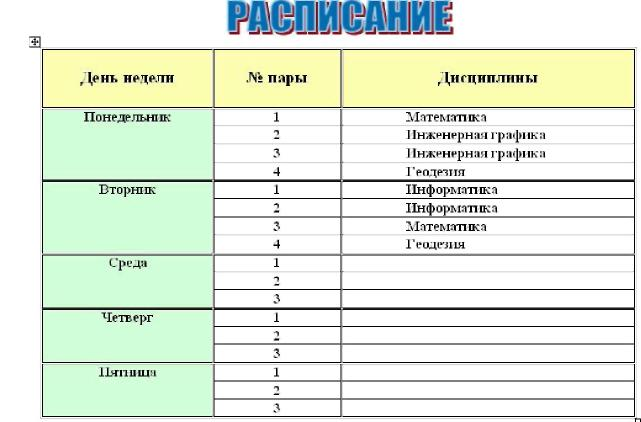 РАСПИСАНИЕ
День недели № пары Дисциплины
Понедельник 1 Математика
2 Инженерная графика
3 Инженерная графика
4 Геодезия
Вторник 1 Информатика
2 Информатика
3 Математика
4 Геодезия
Среда 1
2
3
Четверг 1
2
3
Пятница 1
2
3